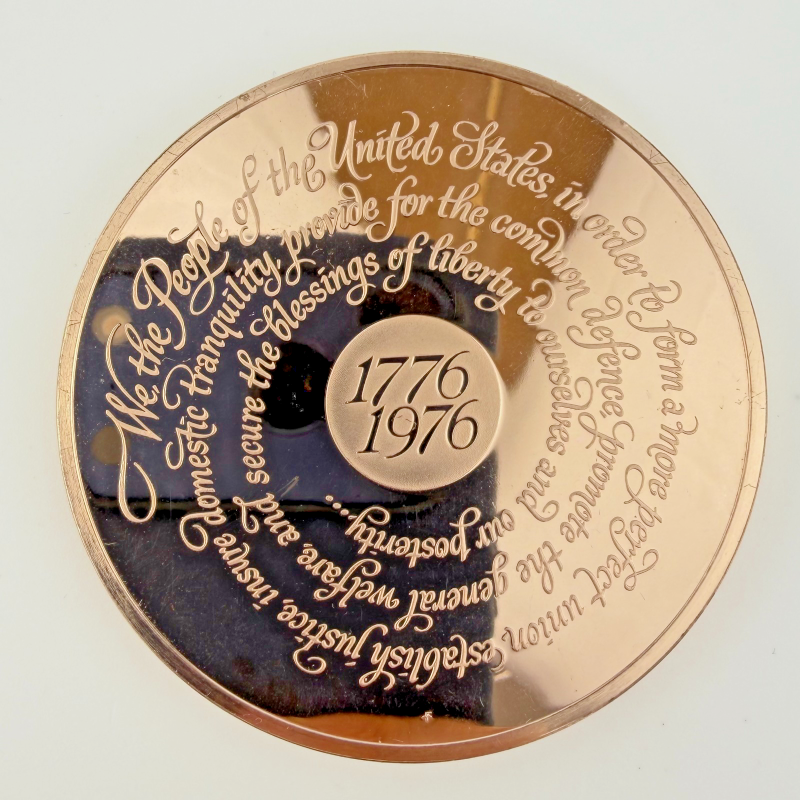 We, the People of the United States, in order to form a more perfect union, establish justice, insure domestic tranquility, provide for the common defence, promote the general welfare, and secure the blessings of liberty to ourselves and our posterity...
1776
1976